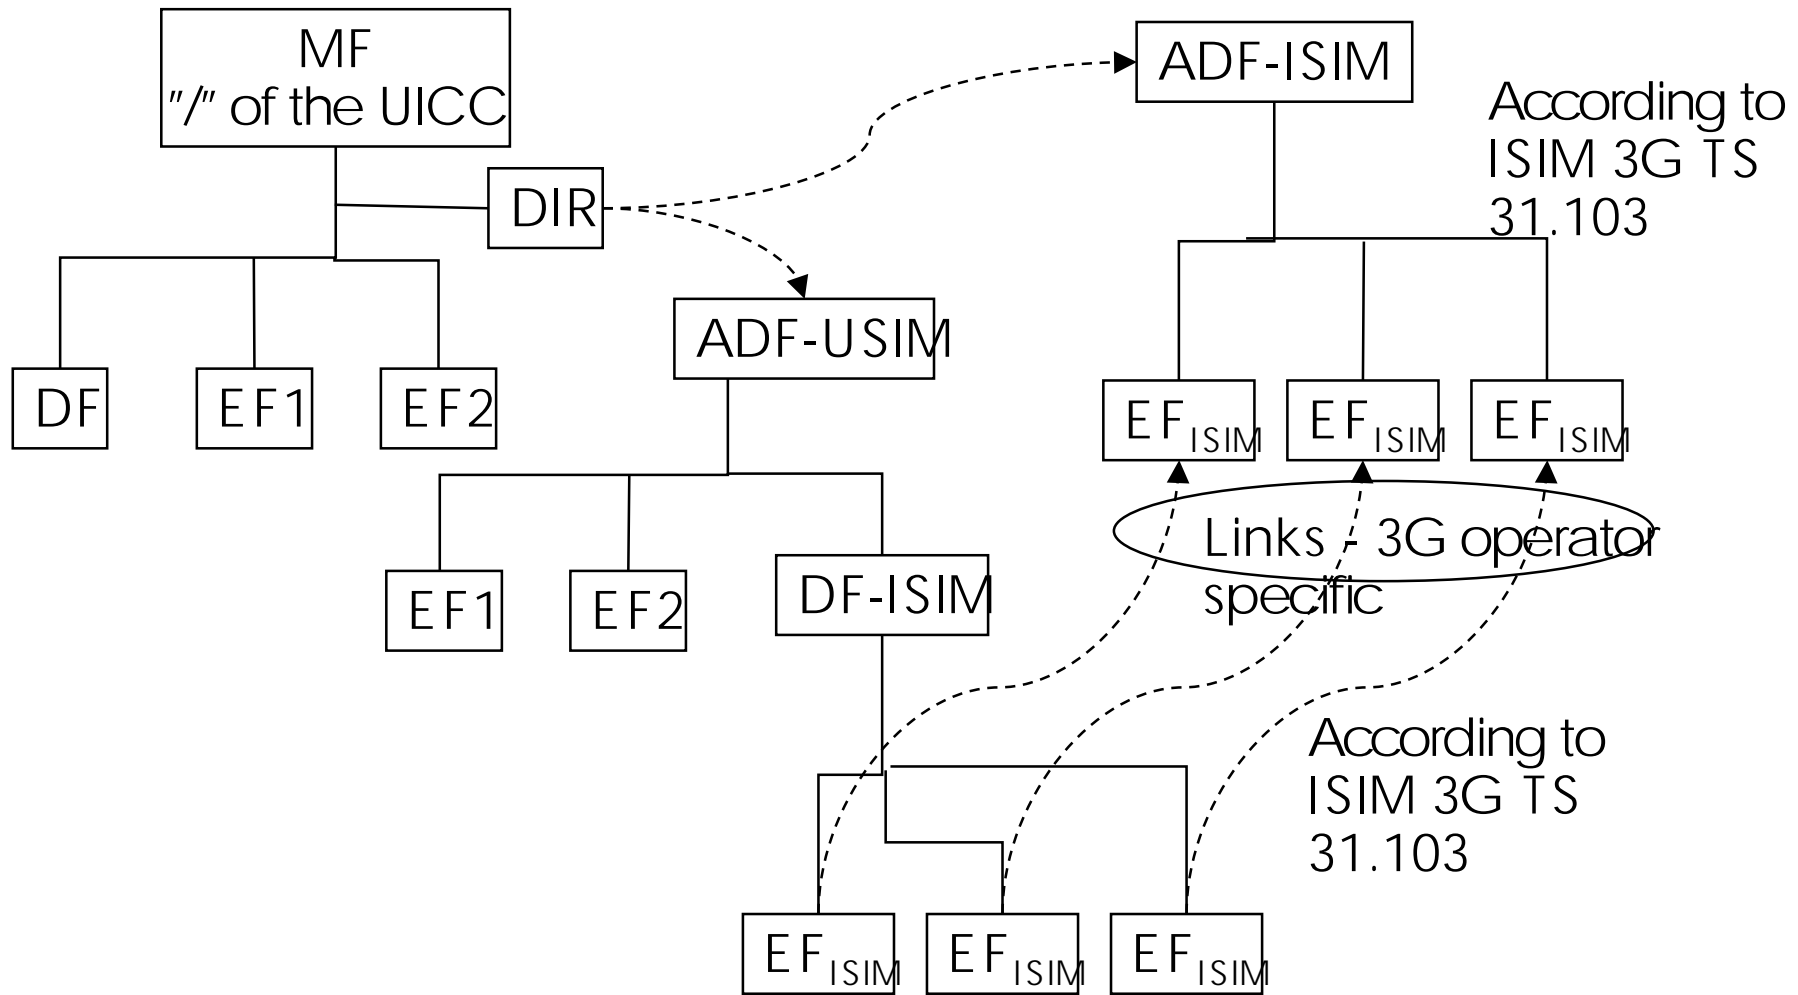 MF
"/" of the UICC
ADF-ISIM
According to
ISIM 3G TS
31.103
DIR
ADF-USIM
DF
EF1
EF2
EFISIM
EFISIM
EFISIM
Links - 3G operator
specific
EF1
EF2
DF-ISIM
According to
ISIM 3G TS
31.103
EFISIM
EFISIM
EFISIM